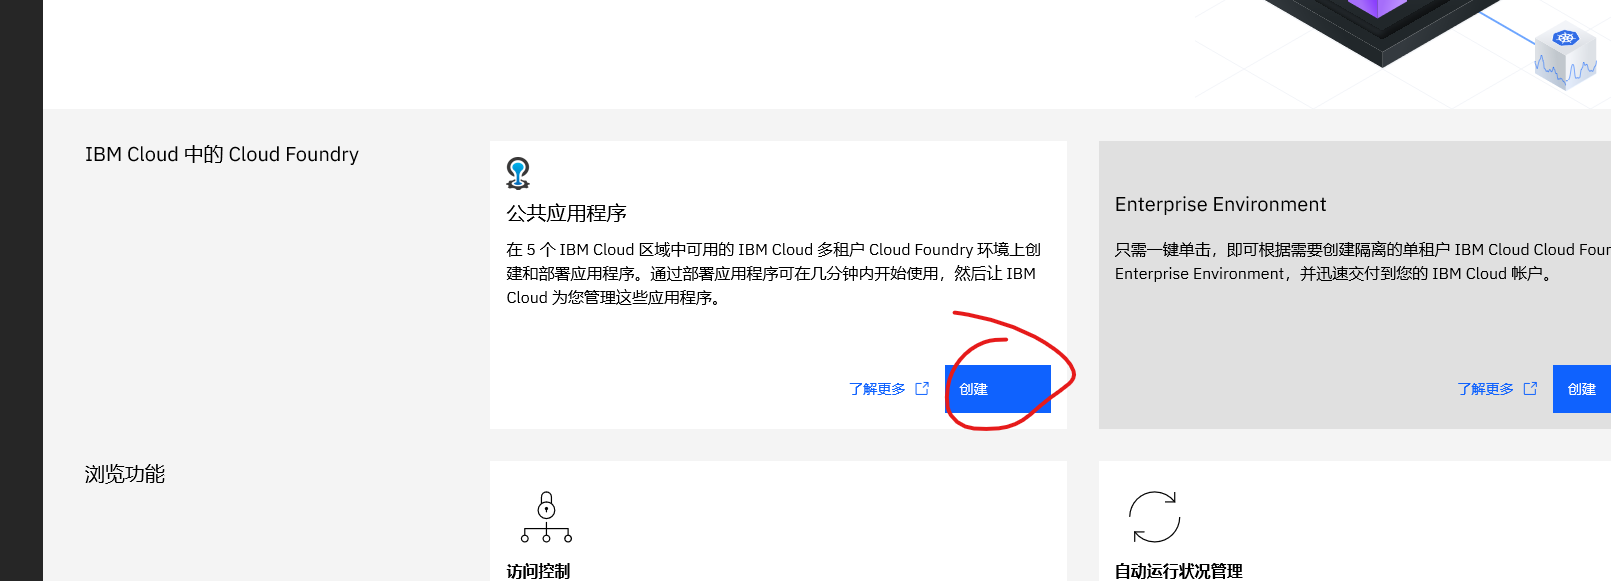 IBM Cloud 中的 Cloud Foundry
公共应用程序
在 5 个 IBM Cloud 区域中可用的 IBM Cloud 多租户 Cloud Foundry 环境上创
建和部署应用程序。通过部署应用程序可在几分钟内开始使用，然后让 IBM
Cloud 为您管理这些应用程序。
了解更多
创建
Enterprise Environment
只需一键单击，即可根据需要创建隔离的单租户 IBM Cloud Cloud Four
Enterprise Environment，并迅速交付到您的 IBM Cloud 帐户。
了解更多
创建
浏览功能
访问控制
自动运行状况管理